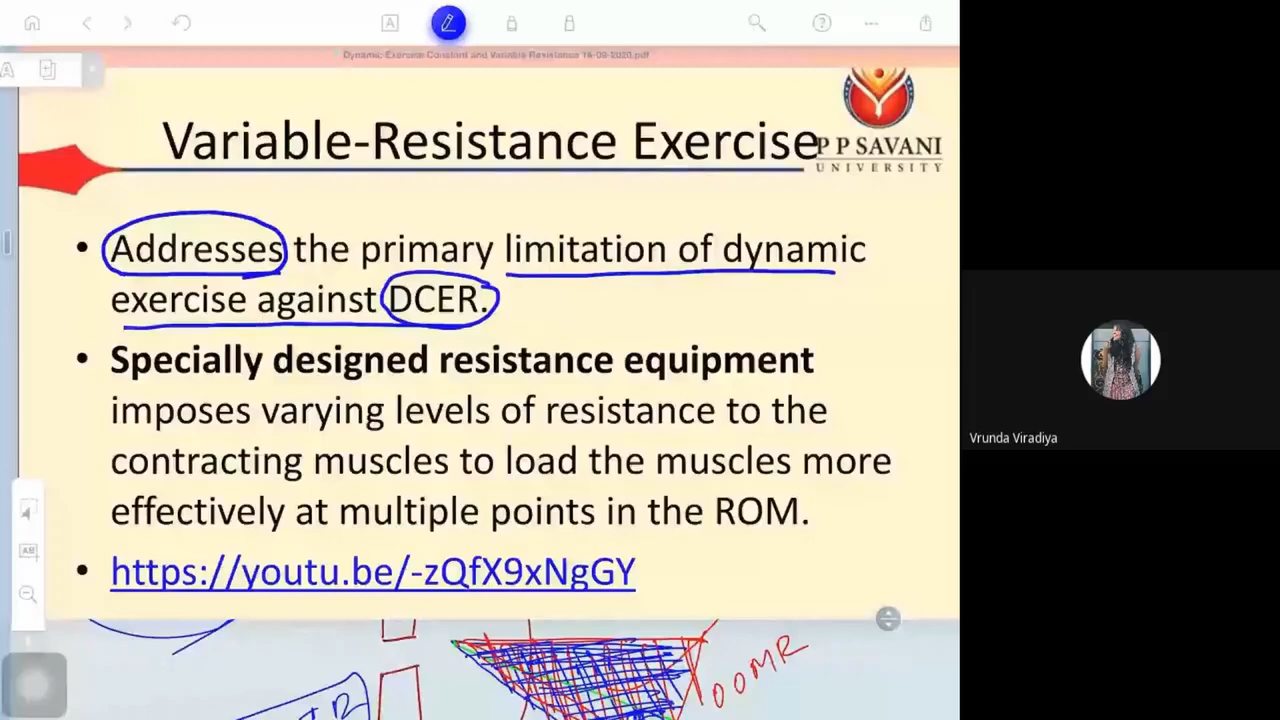 Dynamic Exercise Constant and Variable Resistance 16-09-2020.pdf
Variable-Resistance Exercise
P P SAVANI
UNIVERSITY
• Addresses the primary limitation of dynamic
exercise against DCER.
• Specially designed resistance equipment
imposes varying levels of resistance to the
contracting muscles to load the muscles more
effectively at multiple points in the ROM.
• https://youtu.be/-zQfX9xNgGY
OOMR
Vrunda Viradiya